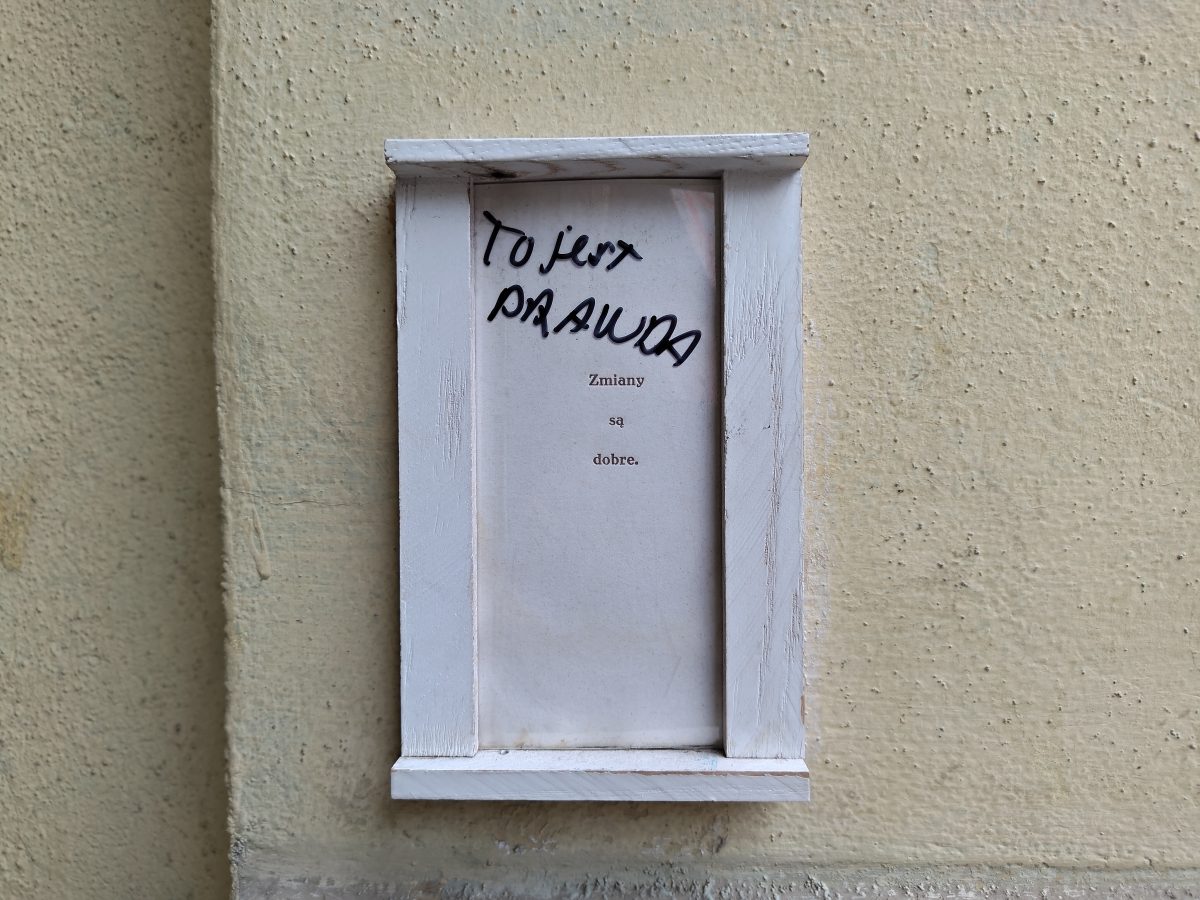 To jest
PRAWDA
Zmiany
są
dobre.